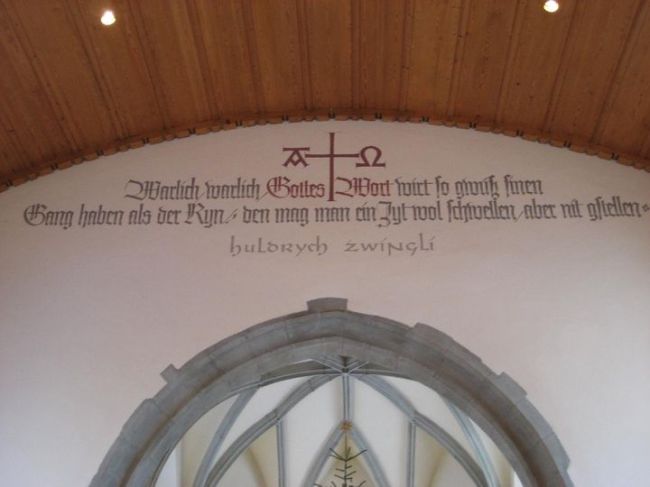 Α Ω
Warlich warlich Gottes Wort wirt so gwüß sinen
Gang haben als der Ryn/ den mag man ein Zyt wol schwellen/aber nit gstellen
huldrych zwingli